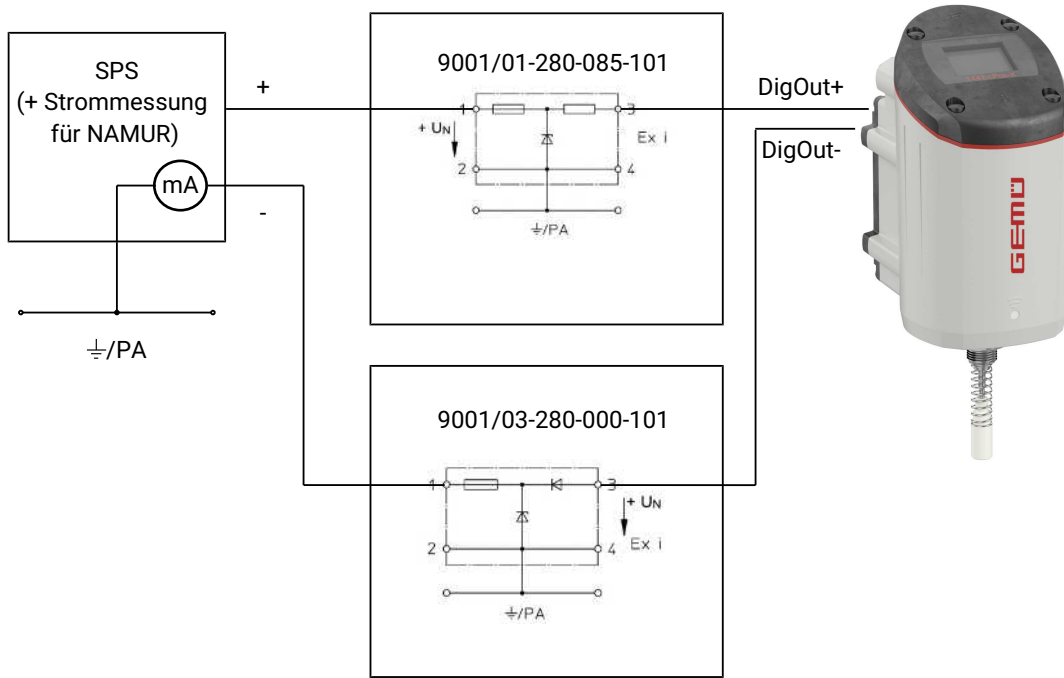 SPS
(+ Strommessung
für NAMUR)
mA
+
-
⏚/PA
9001/01-280-085-101
1
3
+ UN
Ex i
2
4
⏚/PA
DigOut+
DigOut-
GEMÜ
9001/03-280-000-101
1
3
+ UN
2
4
Ex i
⏚/PA